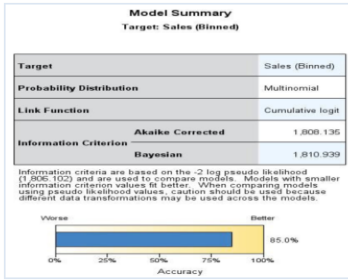 Model Summary
Target: Sales (Binned)
Target Sales (Binned)
Probability Distribution Multinomial
Link Function Cumulative logit
Information Criterion Akaike Corrected 1,808.135
Bayesian 1,810.939
Information criteria are based on the -2 log pseudo likelihood
(1,806.102) and are used to compare models. Models with smaller
information criterion values fit better. When comparing models
using pseudo likelihood values, caution should be used because
different data transformations may be used across the models.
Worse Better
85.0%
0% 25% 50% 75% 100%
Accuracy